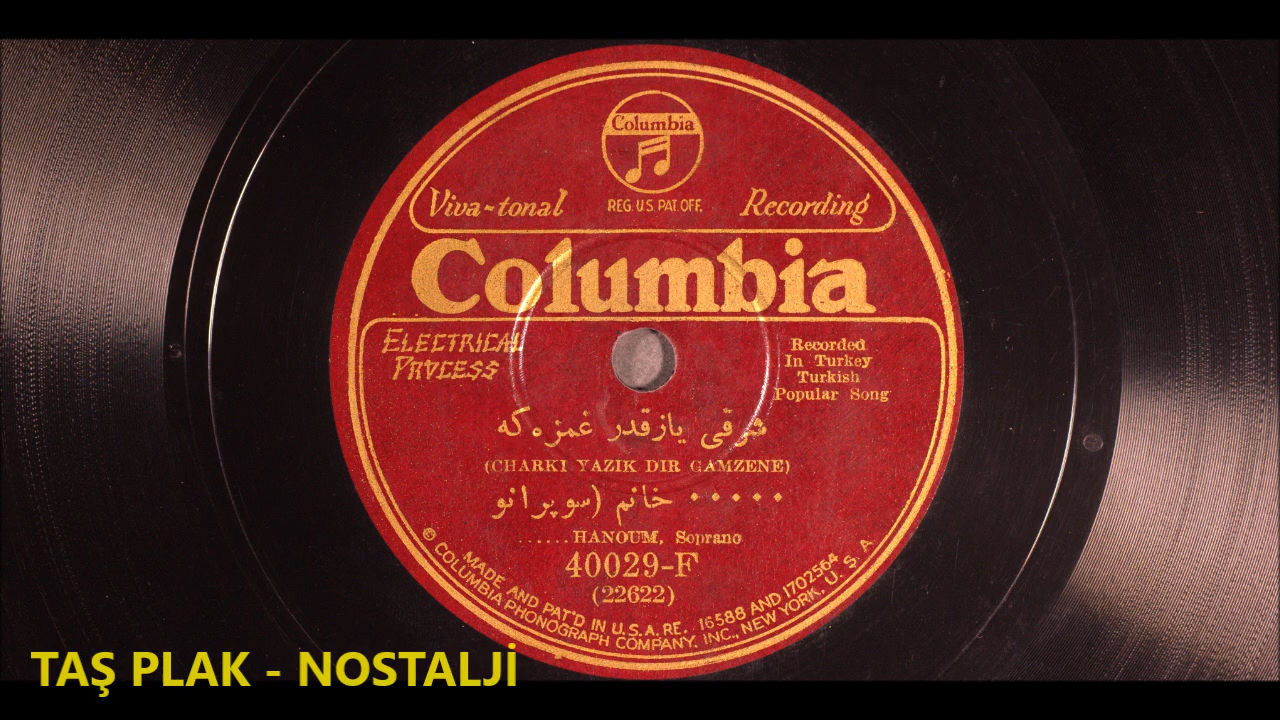 Columbia
Viva-tonal REG. U.S. PAT. OFF. Recording
Columbia
ELECTRICAL
PROCESS
Recorded
In Turkey
Turkish
Popular Song
شرقی یازقدر غمزه‌که
(CHARKI YAZIK DIR GAMZENE)
..... خانم (سوپرانو
......HANOUM, Soprano
40029-F
(22622)
MADE AND PAT'D IN U.S.A. RE. 16588 AND 1702564
COLUMBIA PHONOGRAPH COMPANY, INC., NEW YORK, U. S. A
TAŞ PLAK - NOSTALJİ